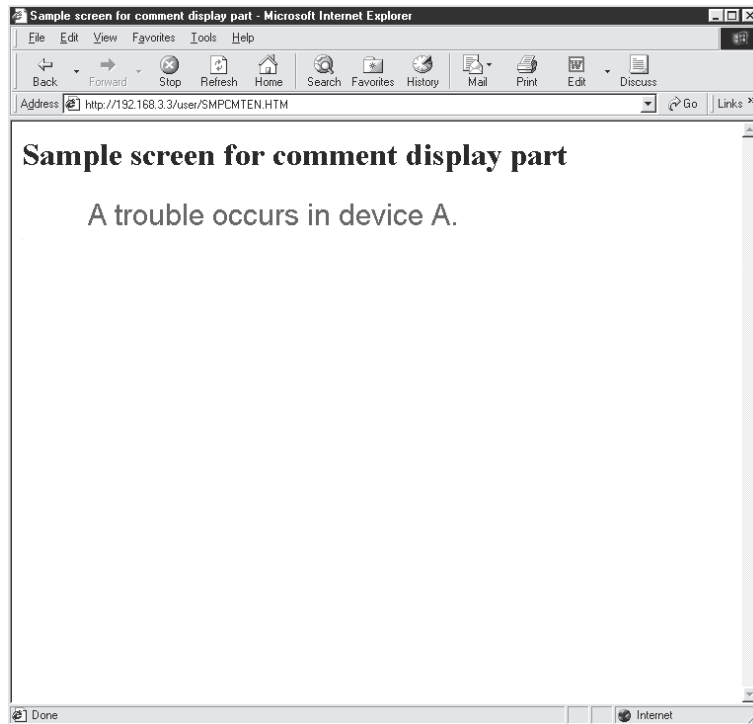 Sample screen for comment display part - Microsoft Internet Explorer
File Edit View Favorites Tools Help
Back Forward Stop Refresh Home Search Favorites History Mail Print Edit Discuss
Address http://192.168.3.3/user/SMPCMTEN.HTM Go Links »
Sample screen for comment display part
A trouble occurs in device A.
Done Internet